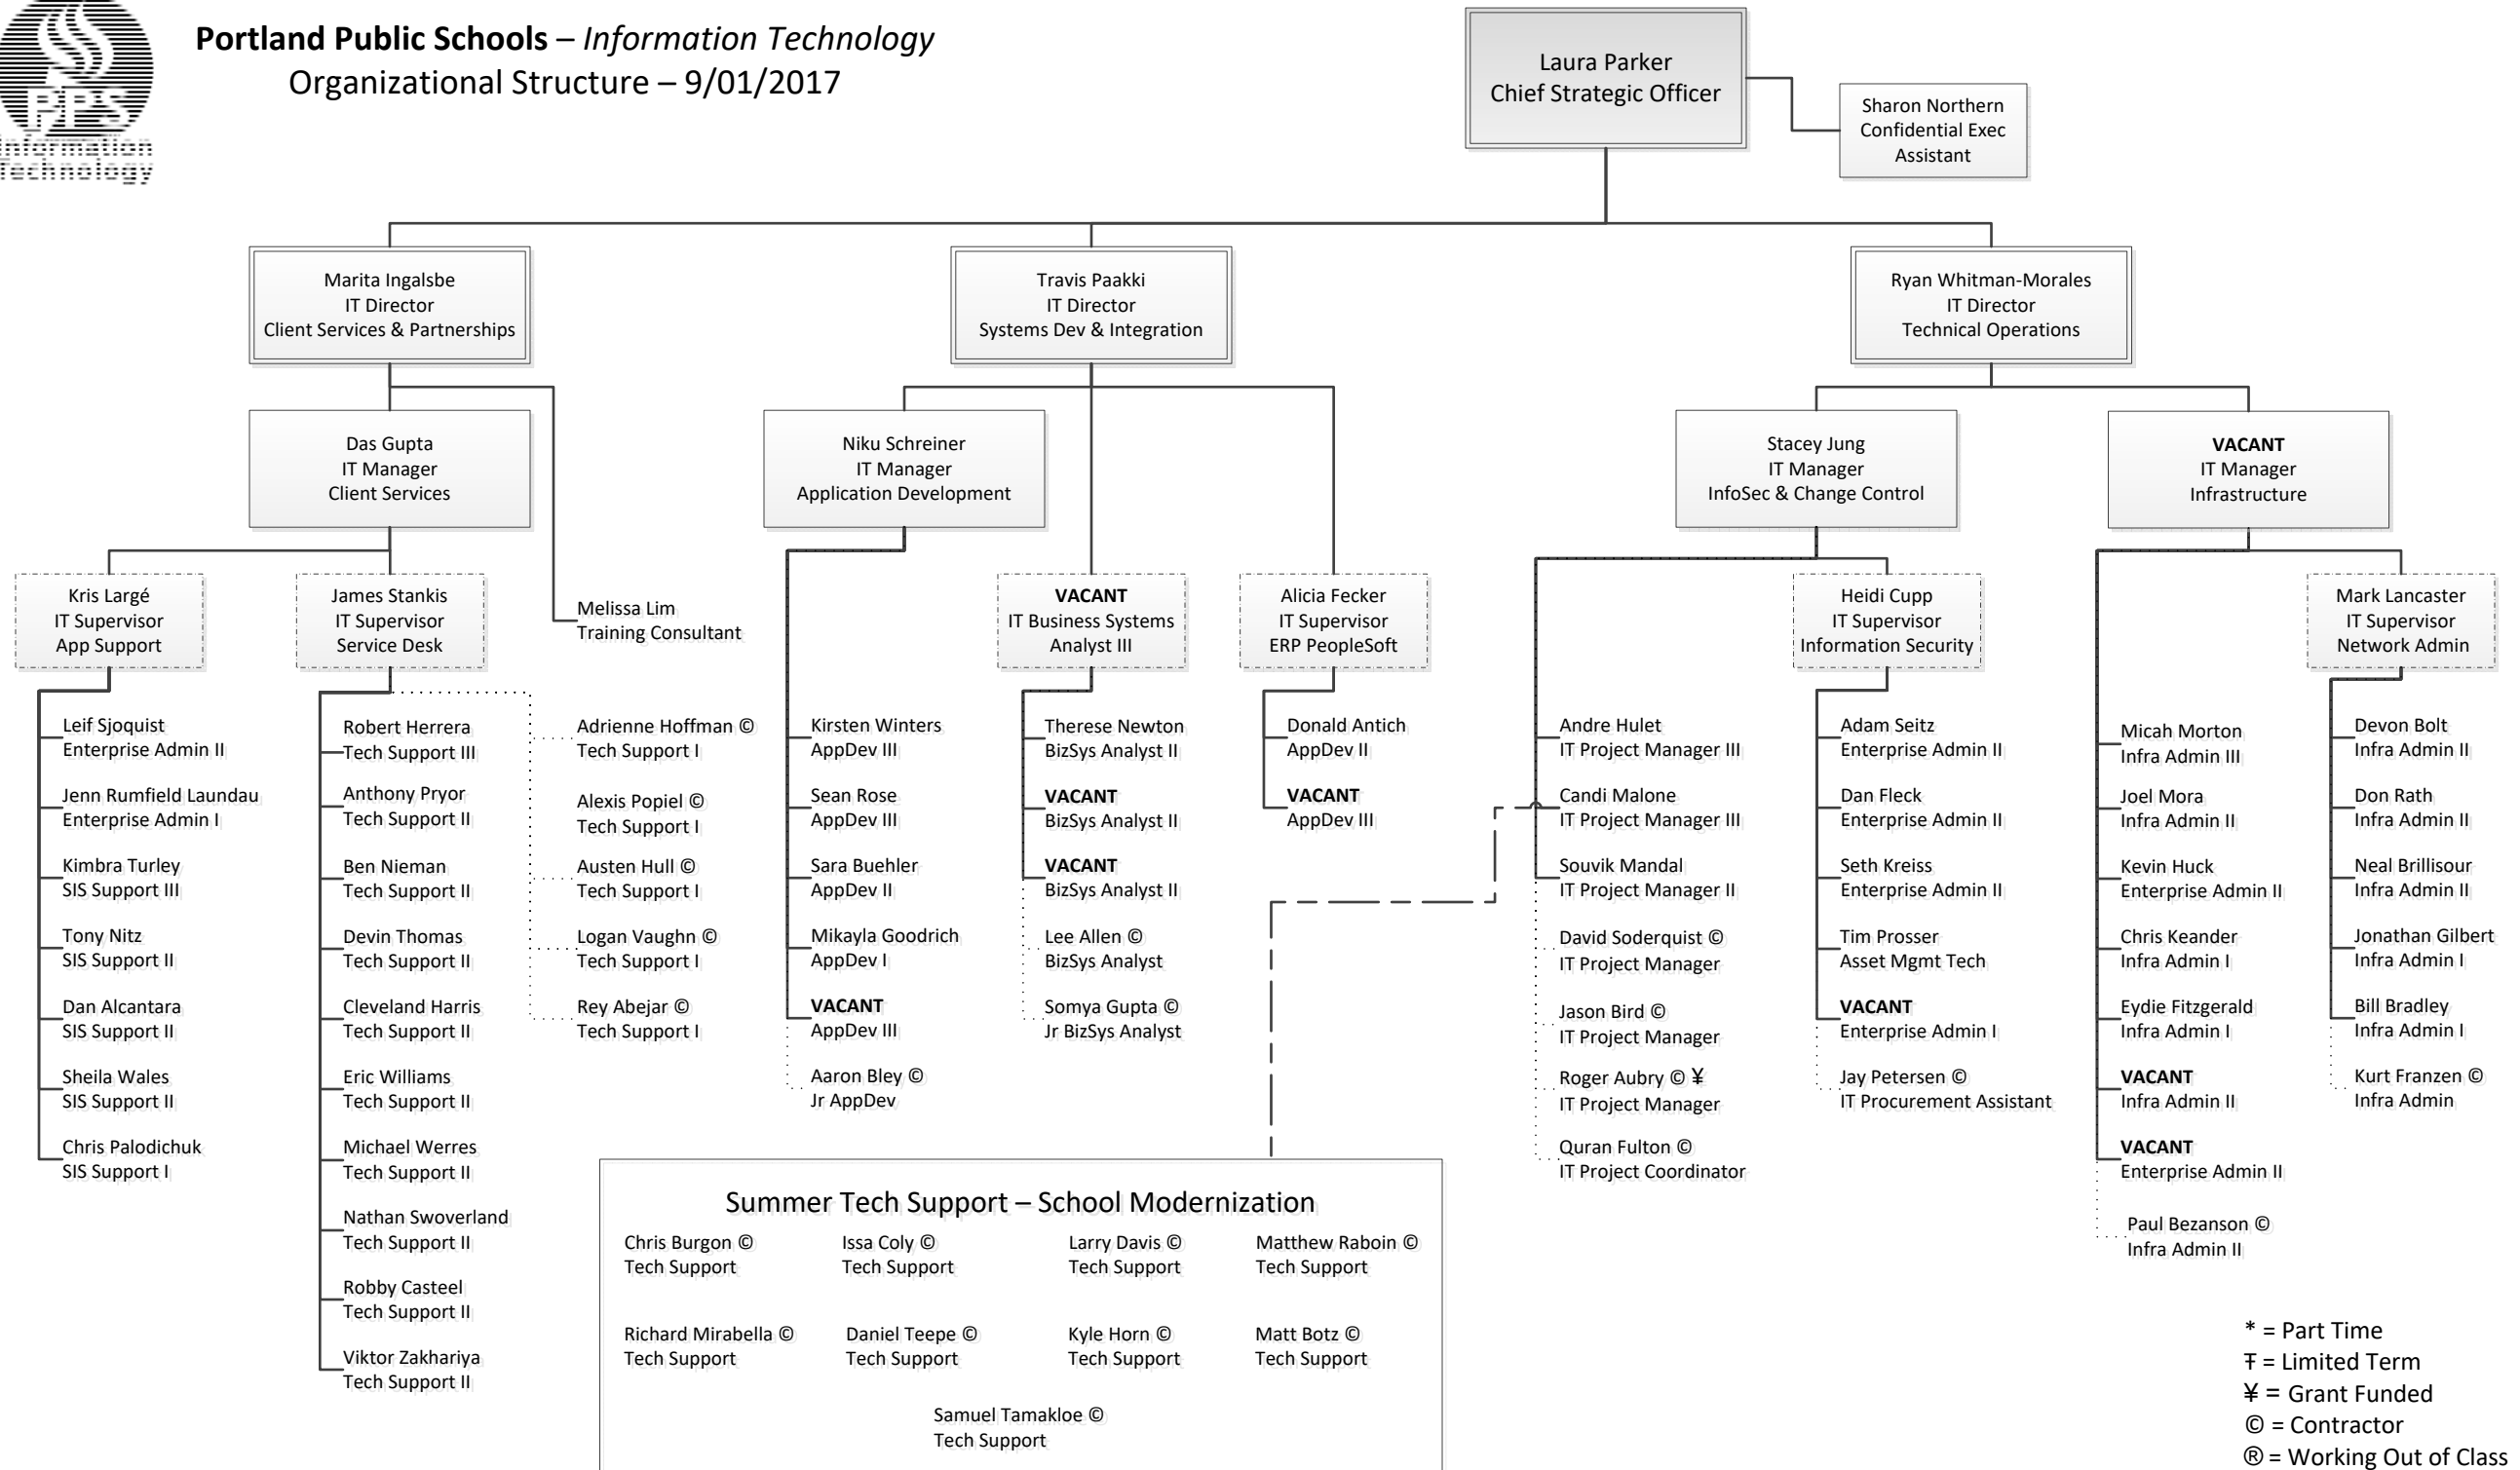 PPS
Information
Technology
Portland Public Schools – Information Technology
Organizational Structure – 9/01/2017
Laura Parker
Chief Strategic Officer
Sharon Northern
Confidential Exec
Assistant
Marita Ingalsbe
IT Director
Client Services & Partnerships
Travis Paakki
IT Director
Systems Dev & Integration
Ryan Whitman-Morales
IT Director
Technical Operations
Das Gupta
IT Manager
Client Services
Niku Schreiner
IT Manager
Application Development
Stacey Jung
IT Manager
InfoSec & Change Control
VACANT
IT Manager
Infrastructure
Kris Largé
IT Supervisor
App Support
James Stankis
IT Supervisor
Service Desk
Melissa Lim
Training Consultant
VACANT
IT Business Systems
Analyst III
Alicia Fecker
IT Supervisor
ERP PeopleSoft
Heidi Cupp
IT Supervisor
Information Security
Mark Lancaster
IT Supervisor
Network Admin
Leif Sjoquist
Enterprise Admin II
Jenn Rumfield Laundau
Enterprise Admin I
Kimbra Turley
SIS Support III
Tony Nitz
SIS Support II
Dan Alcantara
SIS Support II
Sheila Wales
SIS Support II
Chris Palodichuk
SIS Support I
Robert Herrera
Tech Support III
Anthony Pryor
Tech Support II
Ben Nieman
Tech Support II
Devin Thomas
Tech Support II
Cleveland Harris
Tech Support II
Eric Williams
Tech Support II
Michael Werres
Tech Support II
Nathan Swoverland
Tech Support II
Robby Casteel
Tech Support II
Viktor Zakhariya
Tech Support II
Adrienne Hoffman ©
Tech Support I
Alexis Popiel ©
Tech Support I
Austen Hull ©
Tech Support I
Logan Vaughn ©
Tech Support I
Rey Abejar ©
Tech Support I
Kirsten Winters
AppDev III
Sean Rose
AppDev III
Sara Buehler
AppDev II
Mikayla Goodrich
AppDev I
VACANT
AppDev III
Aaron Bley ©
Jr AppDev
Therese Newton
BizSys Analyst II
VACANT
BizSys Analyst II
VACANT
BizSys Analyst II
Lee Allen ©
BizSys Analyst
Somya Gupta ©
Jr BizSys Analyst
Donald Antich
AppDev II
VACANT
AppDev III
Andre Hulet
IT Project Manager III
Candi Malone
IT Project Manager III
Souvik Mandal
IT Project Manager II
David Soderquist ©
IT Project Manager
Jason Bird ©
IT Project Manager
Roger Aubry © ¥
IT Project Manager
Quran Fulton ©
IT Project Coordinator
Adam Seitz
Enterprise Admin II
Dan Fleck
Enterprise Admin II
Seth Kreiss
Enterprise Admin II
Tim Prosser
Asset Mgmt Tech
VACANT
Enterprise Admin I
Jay Petersen ©
IT Procurement Assistant
Micah Morton
Infra Admin III
Joel Mora
Infra Admin II
Kevin Huck
Enterprise Admin II
Chris Keander
Infra Admin I
Eydie Fitzgerald
Infra Admin I
VACANT
Infra Admin II
VACANT
Enterprise Admin II
Paul Bezanson ©
Infra Admin II
Devon Bolt
Infra Admin II
Don Rath
Infra Admin II
Neal Brillisour
Infra Admin II
Jonathan Gilbert
Infra Admin I
Bill Bradley
Infra Admin I
Kurt Franzen ©
Infra Admin
Summer Tech Support – School Modernization
Chris Burgon ©
Tech Support
Issa Coly ©
Tech Support
Larry Davis ©
Tech Support
Matthew Raboin ©
Tech Support
Richard Mirabella ©
Tech Support
Daniel Teepe ©
Tech Support
Kyle Horn ©
Tech Support
Matt Botz ©
Tech Support
Samuel Tamakloe ©
Tech Support
* = Part Time
Ŧ = Limited Term
¥ = Grant Funded
© = Contractor
® = Working Out of Class